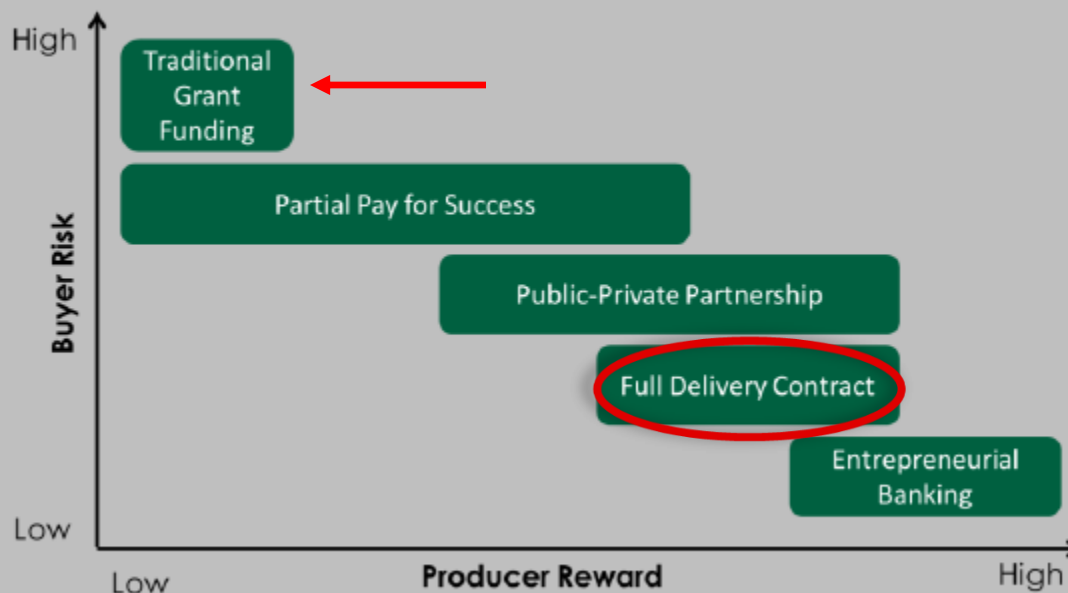 High
Traditional
Grant
Funding
Partial Pay for Success
Buyer Risk
Public-Private Partnership
Full Delivery Contract
Entrepreneurial
Banking
Low
Low
Producer Reward
High